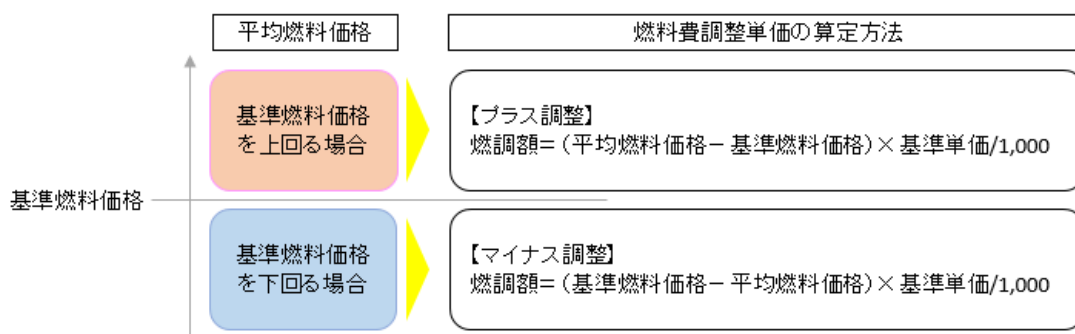 平均燃料価格
燃料費調整単価の算定方法
基準燃料価格
を上回る場合
【プラス調整】
燃調額=(平均燃料価格-基準燃料価格)×基準単価/1,000
基準燃料価格
基準燃料価格
を下回る場合
【マイナス調整】
燃調額=(基準燃料価格-平均燃料価格)×基準単価/1,000